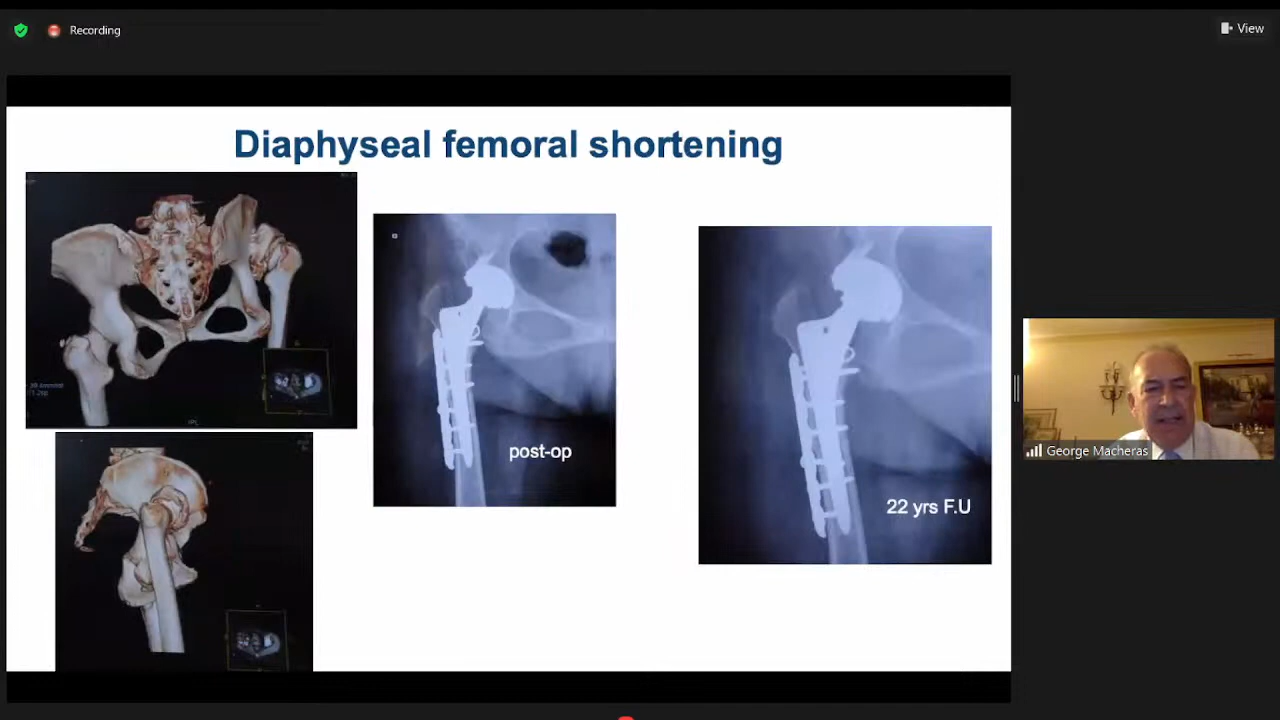 Recording
View
Diaphyseal femoral shortening
post-op
22 yrs F.U
George Macheras